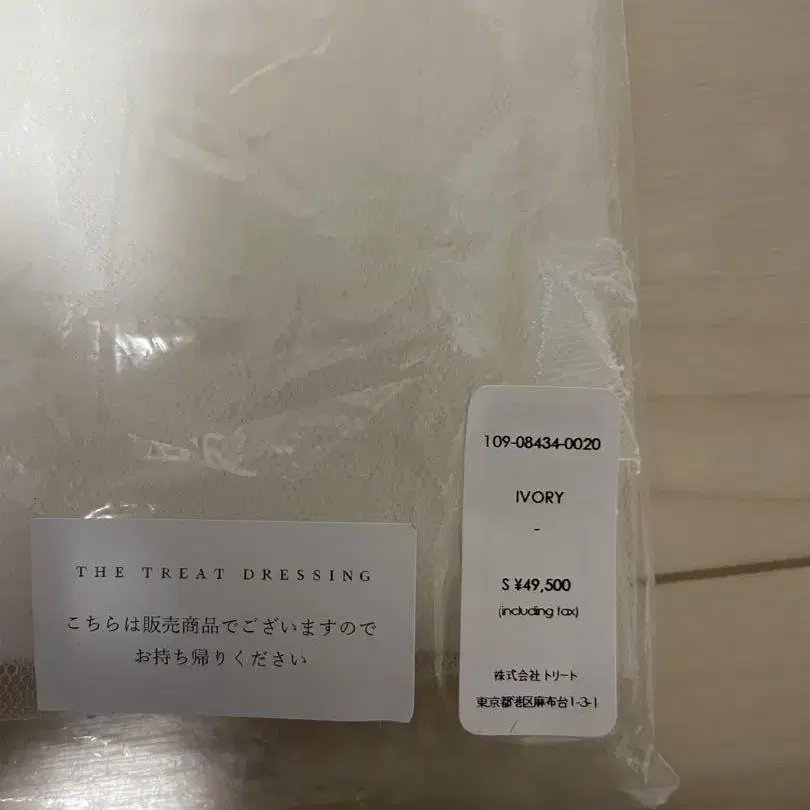 109-08434-0020
IVORY
-
S ¥49,500
(including tax)
株式会社トリート
東京都港区麻布台1-3-1
THE TREAT DRESSING
こちらは販売商品でございますので
お持ち帰りください